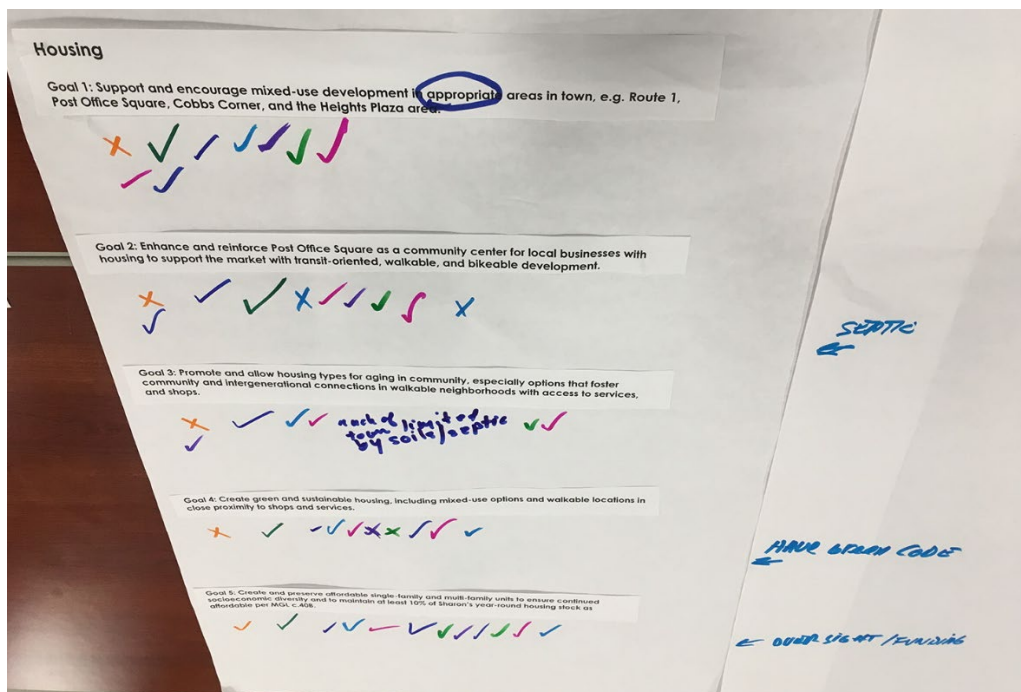 Housing
Goal 1: Support and encourage mixed-use development in appropriate areas in town, e.g. Route 1,
Post Office Square, Cobbs Corner, and the Heights Plaza area.
Goal 2: Enhance and reinforce Post Office Square as a community center for local businesses with
housing to support the market with transit-oriented, walkable, and bikeable development.
SEPTIC
Goal 3: Promote and allow housing types for aging in community, especially options that foster
community and intergenerational connections in walkable neighborhoods with access to services,
and shops.
much of limited
town
by soils/septic
Goal 4: Create green and sustainable housing, including mixed-use options and walkable locations in
close proximity to shops and services.
HAVE GREEN CODE
Goal 5: Create and preserve affordable single-family and multi-family units to ensure continued
socioeconomic diversity and to maintain at least 10% of Sharon's year-round housing stock as
affordable per MGL c.40B.
OVERSIGHT/FUNDING